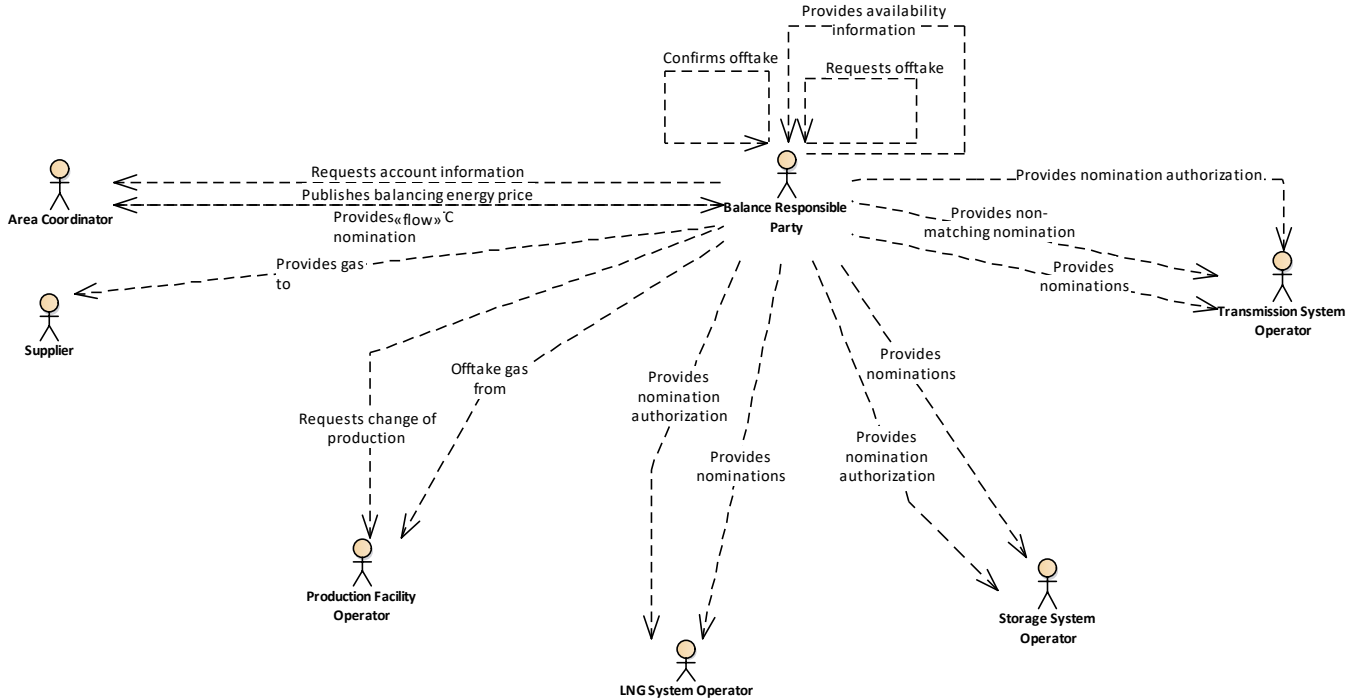 Provides availability
information
Confirms offtake
Requests offtake
Requests account information
Publishes balancing energy price
Provides «flow» C
nomination
Area Coordinator
Balance Responsible
Party
Provides nomination authorization
Provides non-
matching nomination
Provides
nominations
Transmission System
Operator
Provides gas
to
Supplier
Offtake gas
from
Requests change of
production
Provides
nomination
authorization
Provides
nominations
Provides
nominations
Provides
nomination
authorization
Production Facility
Operator
Storage System
Operator
LNG System Operator